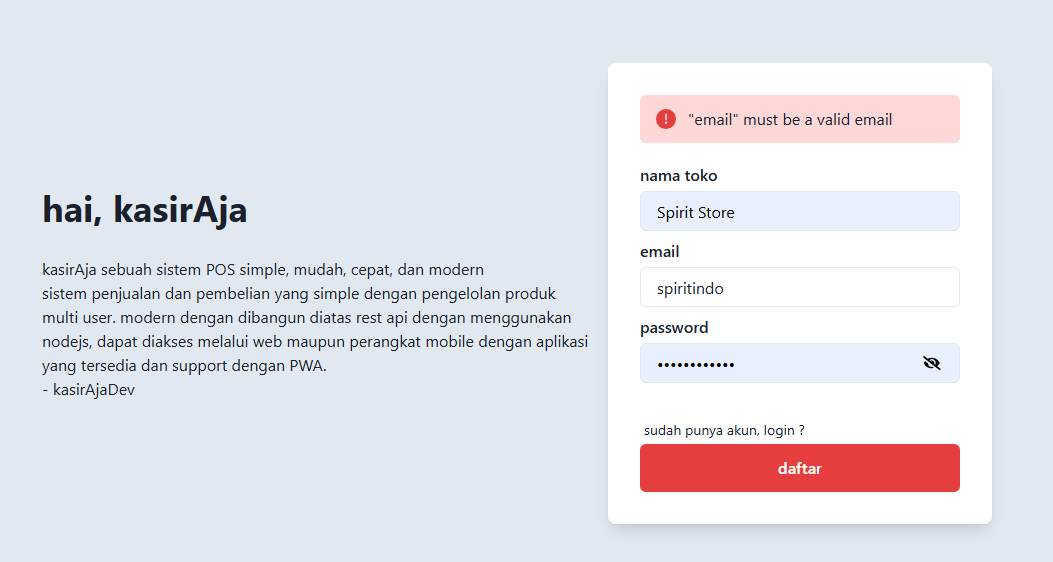 hai, kasirAja
kasirAja sebuah sistem POS simple, mudah, cepat, dan modern
sistem penjualan dan pembelian yang simple dengan pengelolan produk
multi user. modern dengan dibangun diatas rest api dengan menggunakan
nodejs, dapat diakses melalui web maupun perangkat mobile dengan aplikasi
yang tersedia dan support dengan PWA.
- kasirAjaDev
"email" must be a valid email
nama toko
Spirit Store
email
spiritindo
password
••••••••••••
sudah punya akun, login ?
daftar